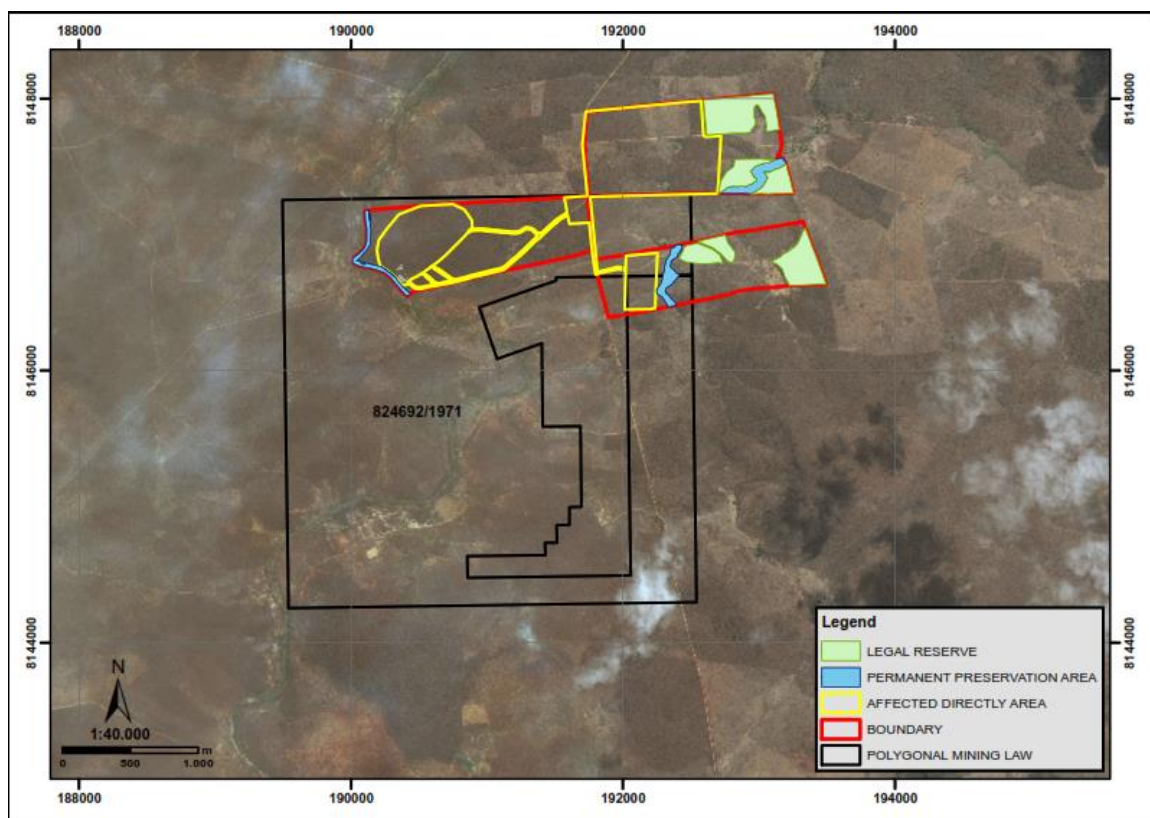 188000 190000 192000 194000
8148000 8148000
8146000 8146000
824692/1971
8144000 8144000
N
1:40.000
m
0 500 1.000
Legend
LEGAL RESERVE
PERMANENT PRESERVATION AREA
AFFECTED DIRECTLY AREA
BOUNDARY
POLYGONAL MINING LAW
188000 190000 192000 194000